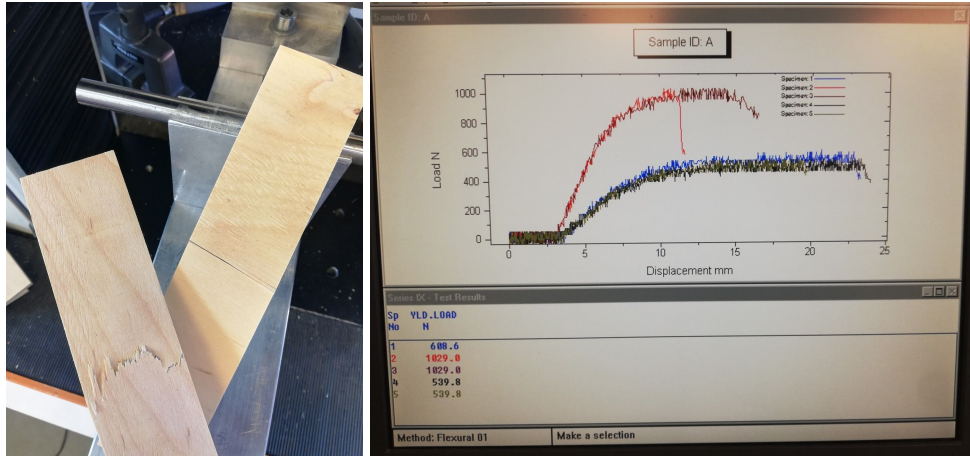 Sample ID: A
Sample ID: A
Specimen: 1
Specimen: 2
Specimen: 3
Specimen: 4
Specimen: 5
1000
800
600
400
200
0
Load N
0 5 10 15 20 25
Displacement mm
Series IX - Test Results
Sp YLD.LOAD
No N
1 608.6
2 1029.0
3 1029.0
4 539.8
5 539.8
Method: Flexural 01 Make a selection